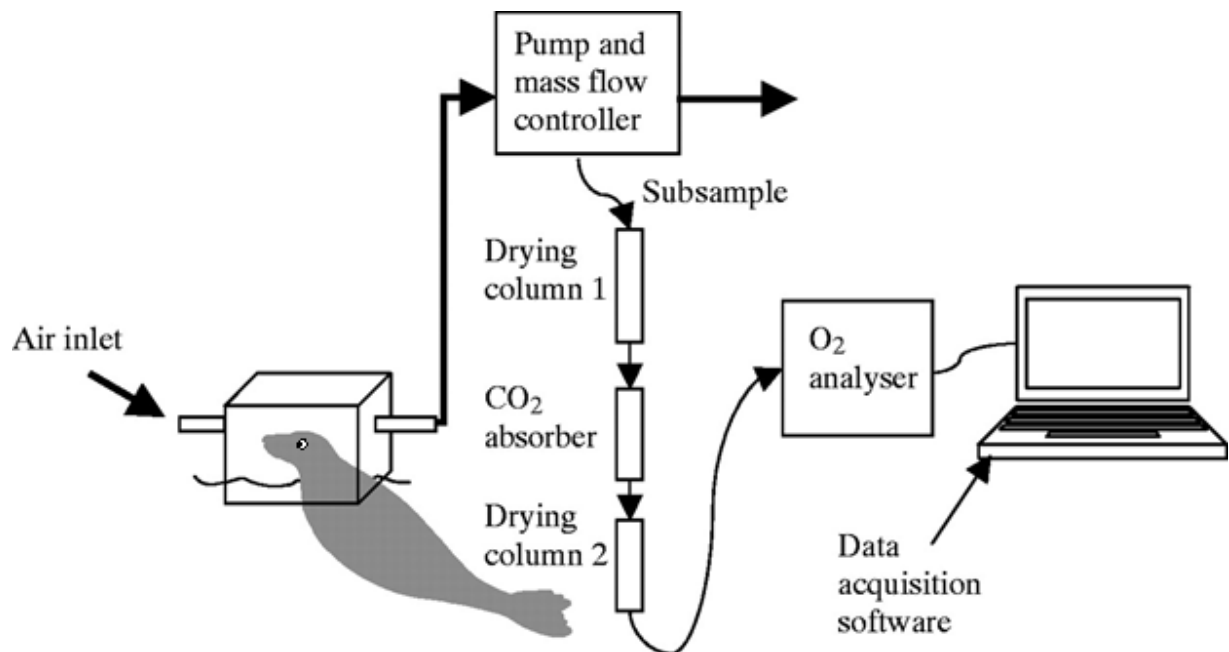 Pump and
mass flow
controller
Subsample
Drying
column 1
Air inlet
O₂
analyser
CO₂
absorber
Drying
column 2
Data
acquisition
software